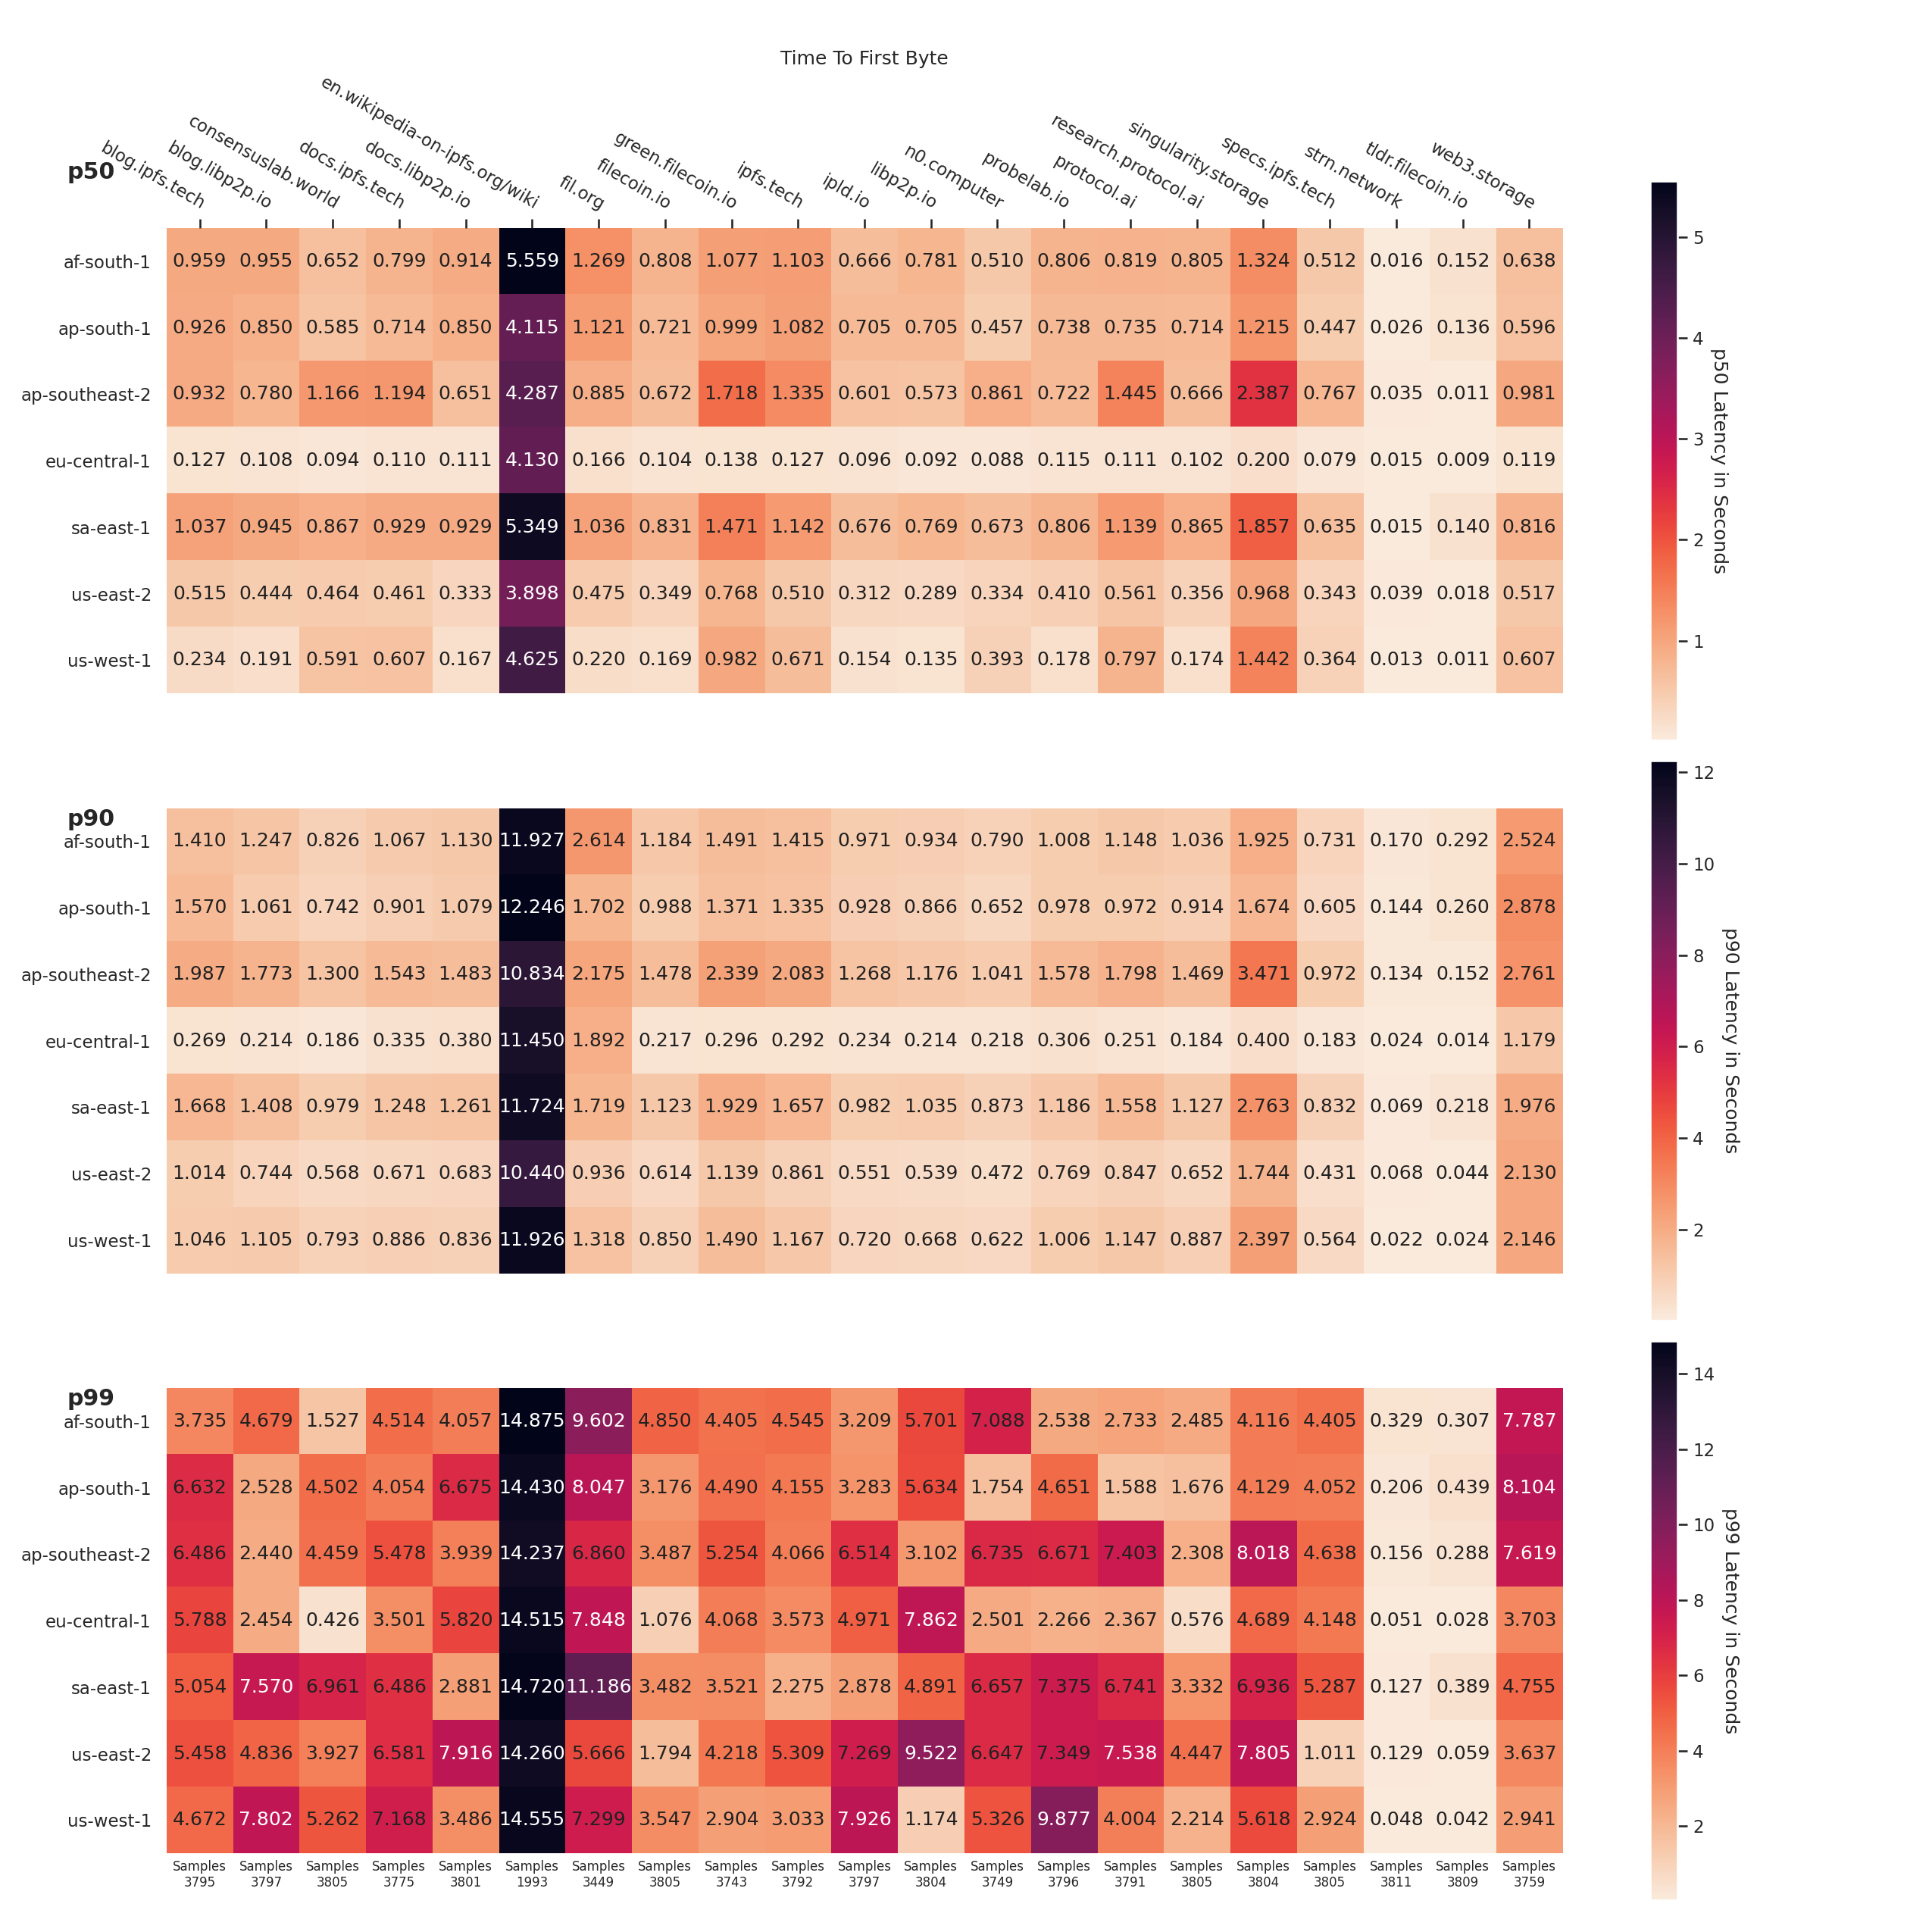 Time To First Byte
p50
blog.ipfs.tech
blog.libp2p.io
consensuslab.world
docs.ipfs.tech
docs.libp2p.io
en.wikipedia-on-ipfs.org/wiki
fil.org
filecoin.io
green.filecoin.io
ipfs.tech
ipld.io
libp2p.io
n0.computer
probelab.io
protocol.ai
research.protocol.ai
singularity.storage
specs.ipfs.tech
strn.network
tldr.filecoin.io
web3.storage
af-south-1 0.959 0.955 0.652 0.799 0.914 5.559 1.269 0.808 1.077 1.103 0.666 0.781 0.510 0.806 0.819 0.805 1.324 0.512 0.016 0.152 0.638
ap-south-1 0.926 0.850 0.585 0.714 0.850 4.115 1.121 0.721 0.999 1.082 0.705 0.705 0.457 0.738 0.735 0.714 1.215 0.447 0.026 0.136 0.596
ap-southeast-2 0.932 0.780 1.166 1.194 0.651 4.287 0.885 0.672 1.718 1.335 0.601 0.573 0.861 0.722 1.445 0.666 2.387 0.767 0.035 0.011 0.981
eu-central-1 0.127 0.108 0.094 0.110 0.111 4.130 0.166 0.104 0.138 0.127 0.096 0.092 0.088 0.115 0.111 0.102 0.200 0.079 0.015 0.009 0.119
sa-east-1 1.037 0.945 0.867 0.929 0.929 5.349 1.036 0.831 1.471 1.142 0.676 0.769 0.673 0.806 1.139 0.865 1.857 0.635 0.015 0.140 0.816
us-east-2 0.515 0.444 0.464 0.461 0.333 3.898 0.475 0.349 0.768 0.510 0.312 0.289 0.334 0.410 0.561 0.356 0.968 0.343 0.039 0.018 0.517
us-west-1 0.234 0.191 0.591 0.607 0.167 4.625 0.220 0.169 0.982 0.671 0.154 0.135 0.393 0.178 0.797 0.174 1.442 0.364 0.013 0.011 0.607
5
4
3
2
1
p50 Latency in Seconds
p90
af-south-1 1.410 1.247 0.826 1.067 1.130 11.927 2.614 1.184 1.491 1.415 0.971 0.934 0.790 1.008 1.148 1.036 1.925 0.731 0.170 0.292 2.524
ap-south-1 1.570 1.061 0.742 0.901 1.079 12.246 1.702 0.988 1.371 1.335 0.928 0.866 0.652 0.978 0.972 0.914 1.674 0.605 0.144 0.260 2.878
ap-southeast-2 1.987 1.773 1.300 1.543 1.483 10.834 2.175 1.478 2.339 2.083 1.268 1.176 1.041 1.578 1.798 1.469 3.471 0.972 0.134 0.152 2.761
eu-central-1 0.269 0.214 0.186 0.335 0.380 11.450 1.892 0.217 0.296 0.292 0.234 0.214 0.218 0.306 0.251 0.184 0.400 0.183 0.024 0.014 1.179
sa-east-1 1.668 1.408 0.979 1.248 1.261 11.724 1.719 1.123 1.929 1.657 0.982 1.035 0.873 1.186 1.558 1.127 2.763 0.832 0.069 0.218 1.976
us-east-2 1.014 0.744 0.568 0.671 0.683 10.440 0.936 0.614 1.139 0.861 0.551 0.539 0.472 0.769 0.847 0.652 1.744 0.431 0.068 0.044 2.130
us-west-1 1.046 1.105 0.793 0.886 0.836 11.926 1.318 0.850 1.490 1.167 0.720 0.668 0.622 1.006 1.147 0.887 2.397 0.564 0.022 0.024 2.146
12
10
8
6
4
2
p90 Latency in Seconds
p99
af-south-1 3.735 4.679 1.527 4.514 4.057 14.875 9.602 4.850 4.405 4.545 3.209 5.701 7.088 2.538 2.733 2.485 4.116 4.405 0.329 0.307 7.787
ap-south-1 6.632 2.528 4.502 4.054 6.675 14.430 8.047 3.176 4.490 4.155 3.283 5.634 1.754 4.651 1.588 1.676 4.129 4.052 0.206 0.439 8.104
ap-southeast-2 6.486 2.440 4.459 5.478 3.939 14.237 6.860 3.487 5.254 4.066 6.514 3.102 6.735 6.671 7.403 2.308 8.018 4.638 0.156 0.288 7.619
eu-central-1 5.788 2.454 0.426 3.501 5.820 14.515 7.848 1.076 4.068 3.573 4.971 7.862 2.501 2.266 2.367 0.576 4.689 4.148 0.051 0.028 3.703
sa-east-1 5.054 7.570 6.961 6.486 2.881 14.720 11.186 3.482 3.521 2.275 2.878 4.891 6.657 7.375 6.741 3.332 6.936 5.287 0.127 0.389 4.755
us-east-2 5.458 4.836 3.927 6.581 7.916 14.260 5.666 1.794 4.218 5.309 7.269 9.522 6.647 7.349 7.538 4.447 7.805 1.011 0.129 0.059 3.637
us-west-1 4.672 7.802 5.262 7.168 3.486 14.555 7.299 3.547 2.904 3.033 7.926 1.174 5.326 9.877 4.004 2.214 5.618 2.924 0.048 0.042 2.941
Samples Samples Samples Samples Samples Samples Samples Samples Samples Samples Samples Samples Samples Samples Samples Samples Samples Samples Samples Samples Samples
3795 3797 3805 3775 3801 1993 3449 3805 3743 3792 3797 3804 3749 3796 3791 3805 3804 3805 3811 3809 3759
14
12
10
8
6
4
2
p99 Latency in Seconds